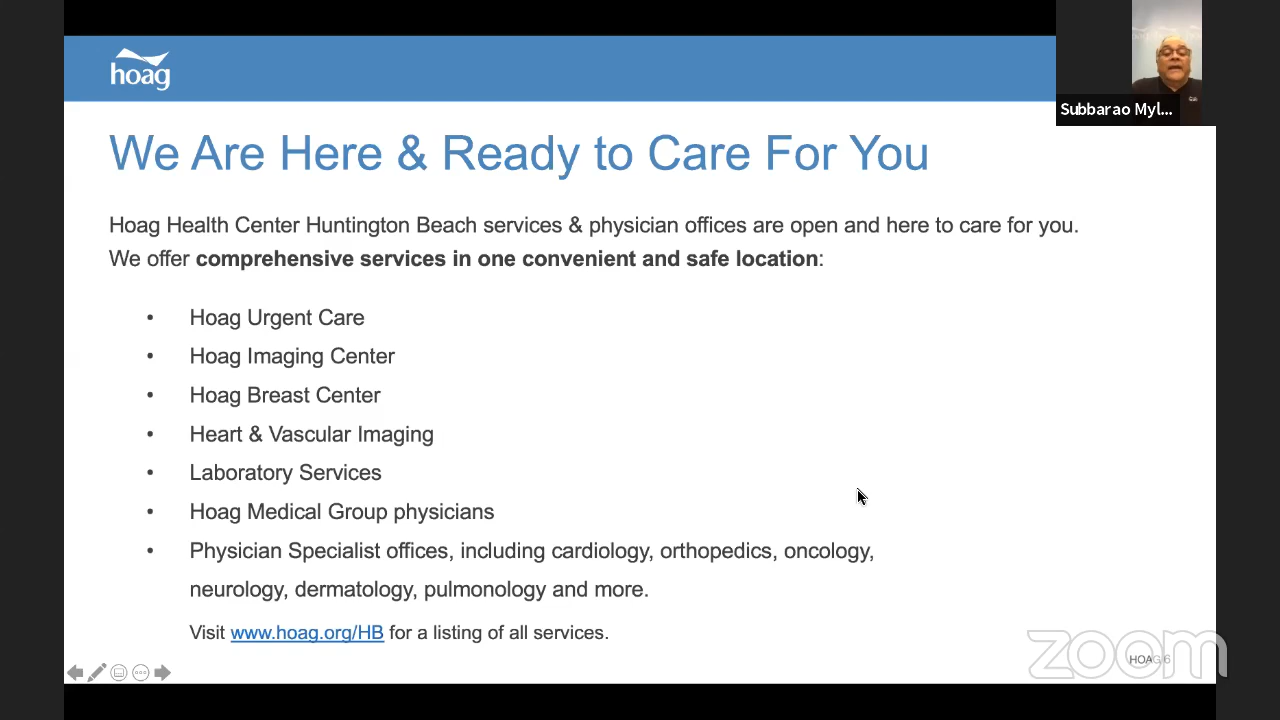 hoag
Subbarao Myl...
We Are Here & Ready to Care For You
Hoag Health Center Huntington Beach services & physician offices are open and here to care for you.
We offer comprehensive services in one convenient and safe location:
• Hoag Urgent Care
• Hoag Imaging Center
• Hoag Breast Center
• Heart & Vascular Imaging
• Laboratory Services
• Hoag Medical Group physicians
• Physician Specialist offices, including cardiology, orthopedics, oncology,
neurology, dermatology, pulmonology and more.
Visit www.hoag.org/HB for a listing of all services.
HOAG 6
zoom